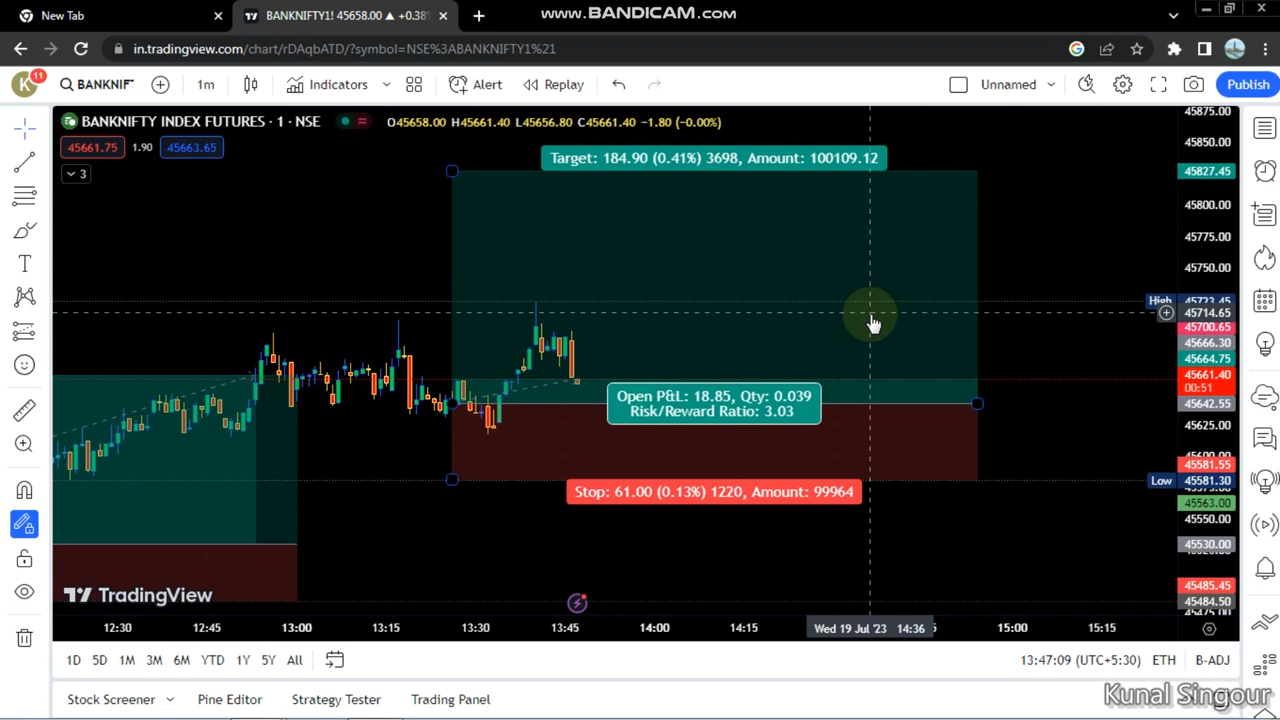 New Tab
BANKNIFTY1! 45658.00 ▲ +0.38%
www.BANDICAM.com
in.tradingview.com/chart/rDAqbATD/?symbol=NSE%3ABANKNIFTY1%21
K
11
BANKNIF
1m
Indicators
Alert
Replay
Unnamed
Publish
BANKNIFTY INDEX FUTURES · 1 · NSE
O45658.00 H45661.40 L45656.80 C45661.40 -1.80 (-0.00%)
45661.75
1.90
45663.65
3
Target: 184.90 (0.41%) 3698, Amount: 100109.12
Open P&L: 18.85, Qty: 0.039
Risk/Reward Ratio: 3.03
Stop: 61.00 (0.13%) 1220, Amount: 99964
45875.00
45850.00
45827.45
45800.00
45775.00
45750.00
High 45723.45
45714.65
45700.65
45666.30
45664.75
45661.40
00:51
45642.55
45625.00
45600.00
45581.55
Low 45581.30
45563.00
45550.00
45530.00
45485.45
45484.50
45475.00
TradingView
12:30 12:45 13:00 13:15 13:30 13:45 14:00 14:15 Wed 19 Jul '23 14:36 15:00 15:15
1D 5D 1M 3M 6M YTD 1Y 5Y All
13:47:09 (UTC+5:30) ETH B-ADJ
Stock Screener Pine Editor Strategy Tester Trading Panel
Kunal Singour